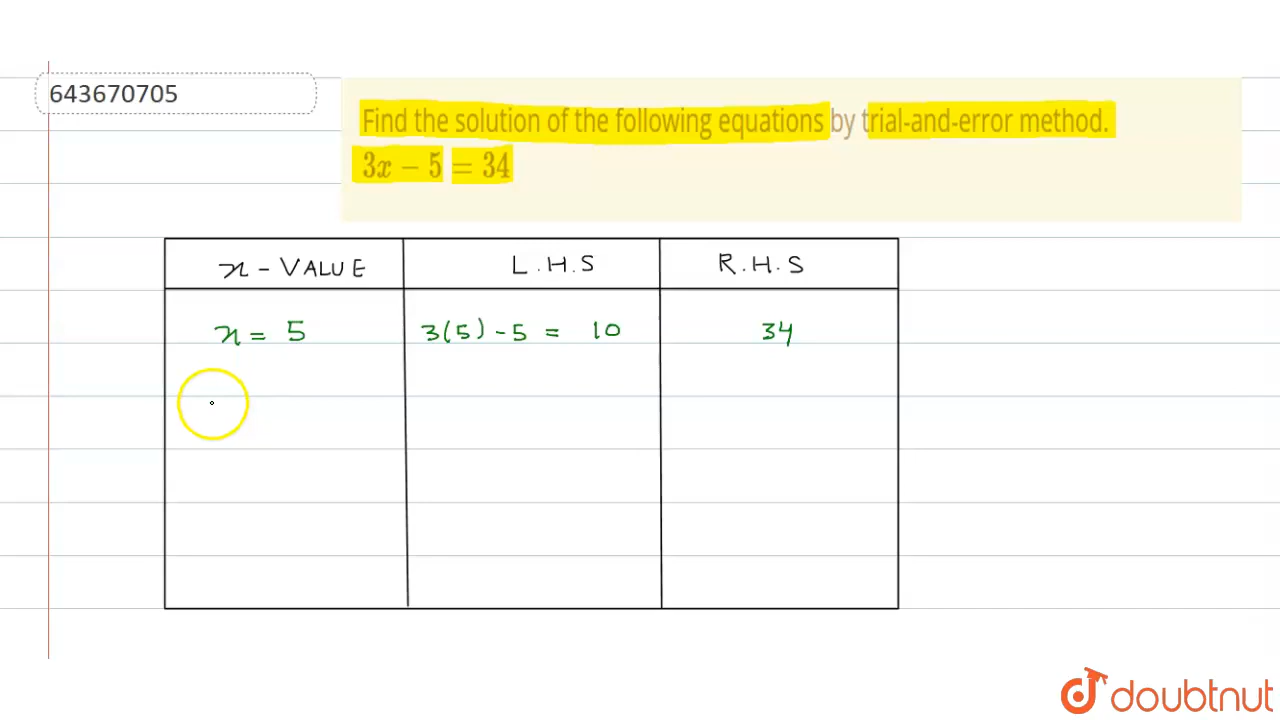 643670705
Find the solution of the following equations by trial-and-error method.
3x − 5 = 34
x - VALUE L.H.S R.H.S
x = 5 3(5) - 5 = 10 34
doubtnut